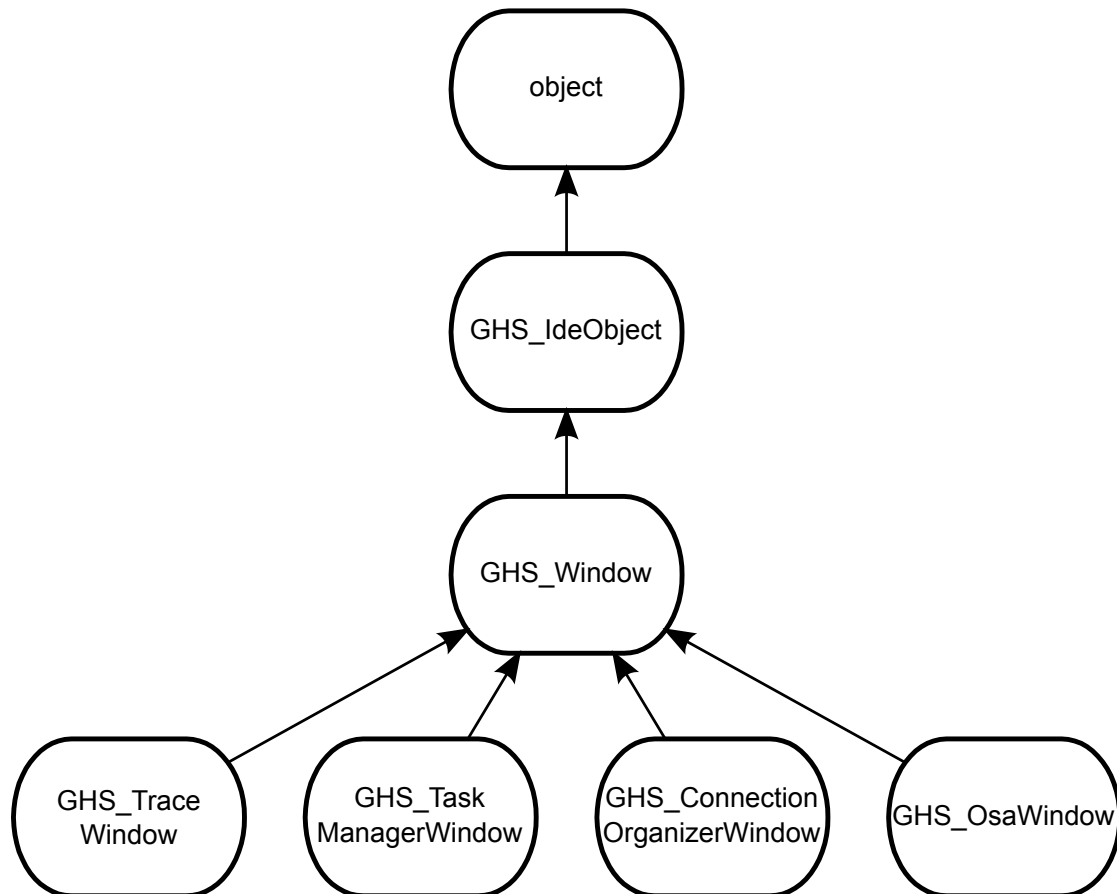 object
GHS_IdeObject
GHS_Window
GHS_Trace
Window
GHS_Task
ManagerWindow
GHS_Connection
OrganizerWindow
GHS_OsaWindow